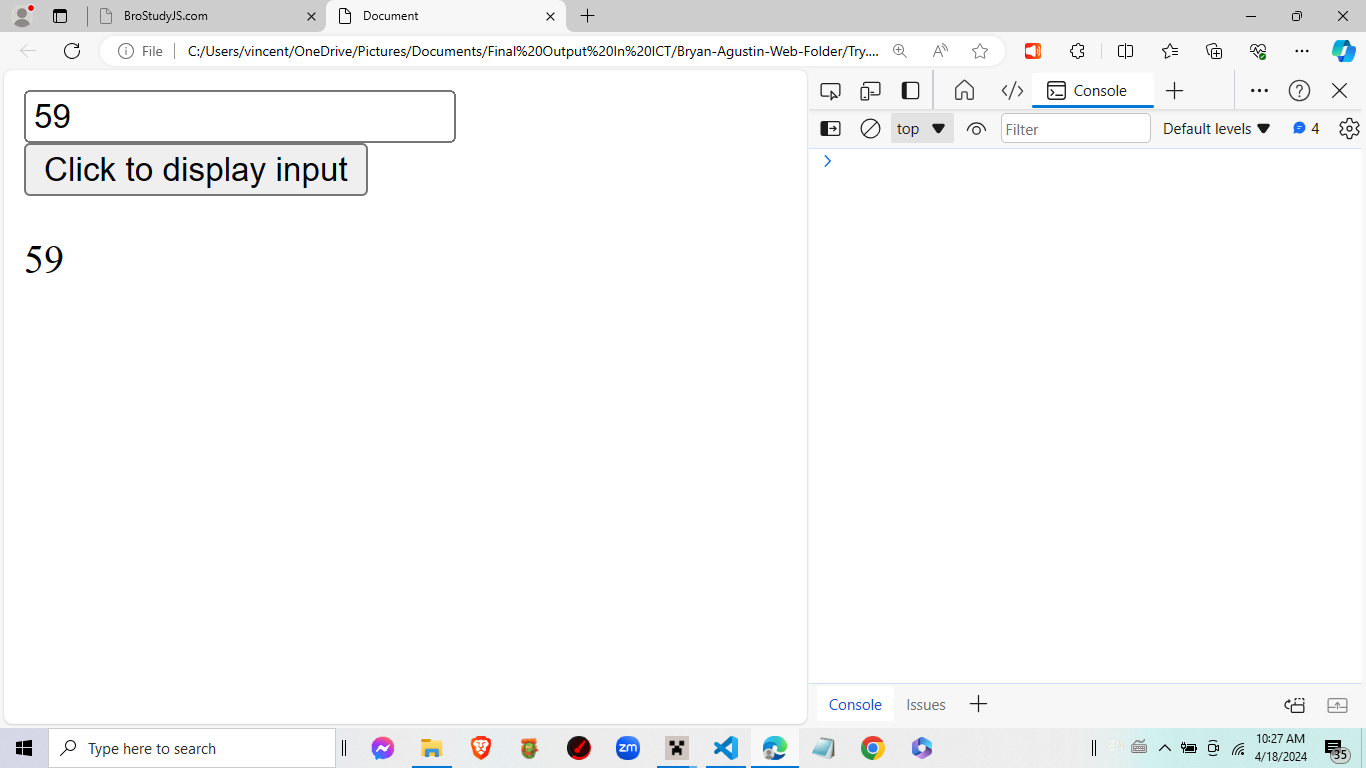 BroStudyJS.com
Document
File
C:/Users/vincent/OneDrive/Pictures/Documents/Final%20Output%20In%20ICT/Bryan-Agustin-Web-Folder/Try....
59
Click to display input
59
Console
top
Filter
Default levels
4
Console
Issues
Type here to search
zm
10:27 AM
4/18/2024
35